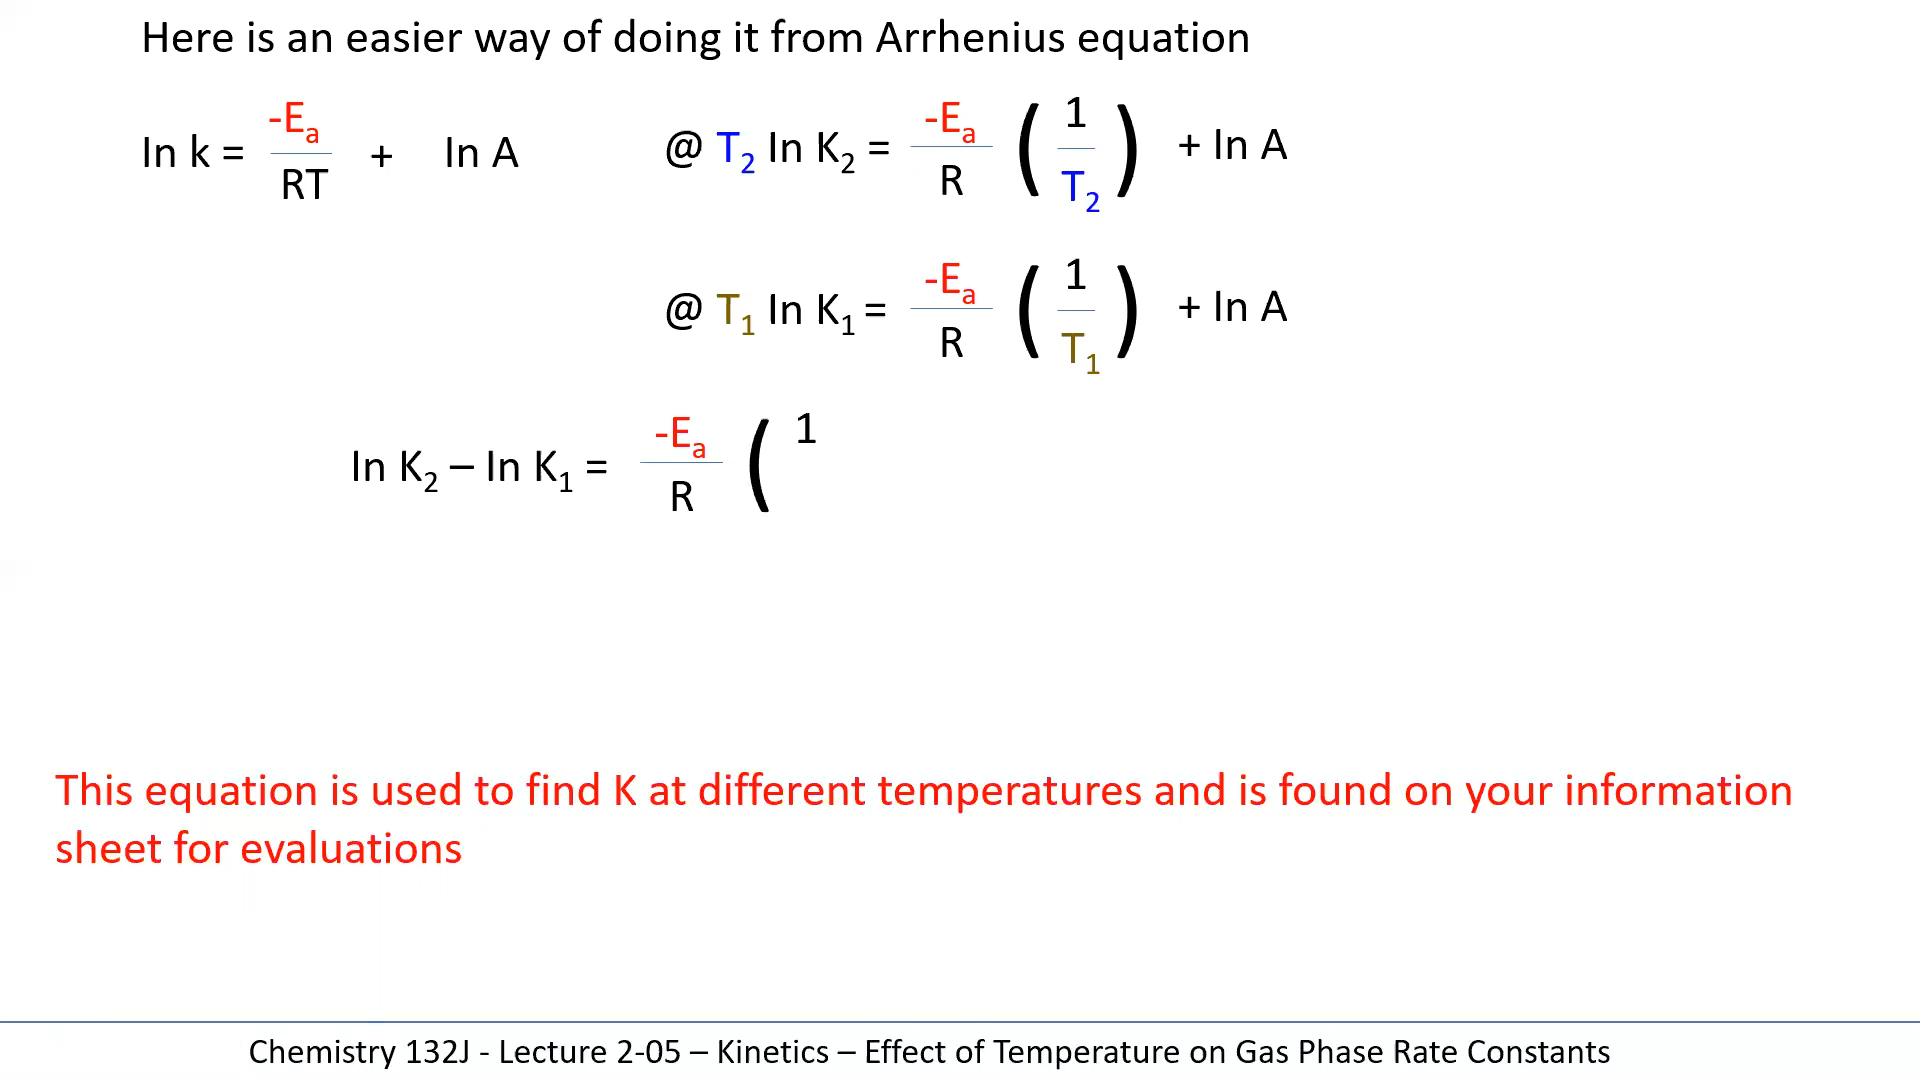 Here is an easier way of doing it from Arrhenius equation
ln k = -Eₐ/RT + ln A
@ T₂ ln K₂ = -Eₐ/R (1/T₂) + ln A
@ T₁ ln K₁ = -Eₐ/R (1/T₁) + ln A
ln K₂ – ln K₁ = -Eₐ/R ( 1
This equation is used to find K at different temperatures and is found on your information
sheet for evaluations
Chemistry 132J - Lecture 2-05 – Kinetics – Effect of Temperature on Gas Phase Rate Constants